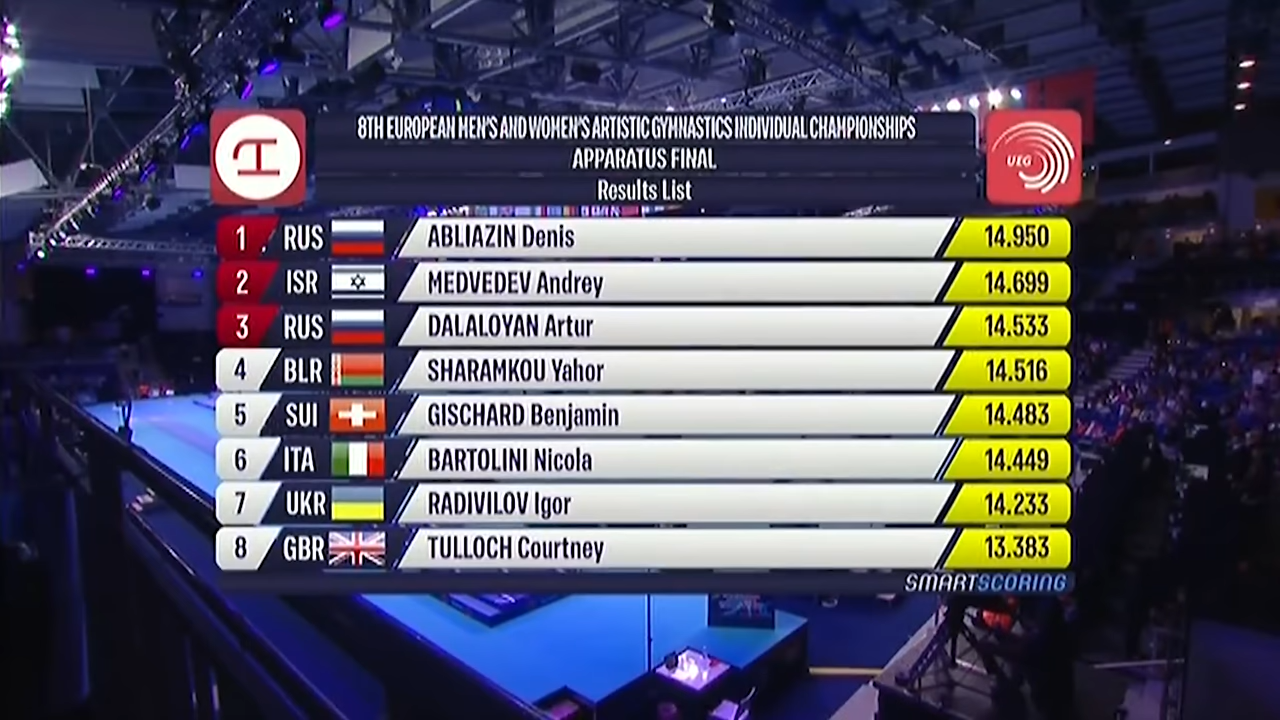 8TH EUROPEAN MEN'S AND WOMEN'S ARTISTIC GYMNASTICS INDIVIDUAL CHAMPIONSHIPS
APPARATUS FINAL
Results List
UEG
1 RUS ABLIAZIN Denis 14.950
2 ISR MEDVEDEV Andrey 14.699
3 RUS DALALOYAN Artur 14.533
4 BLR SHARAMKOU Yahor 14.516
5 SUI GISCHARD Benjamin 14.483
6 ITA BARTOLINI Nicola 14.449
7 UKR RADIVILOV Igor 14.233
8 GBR TULLOCH Courtney 13.383
SMARTSCORING